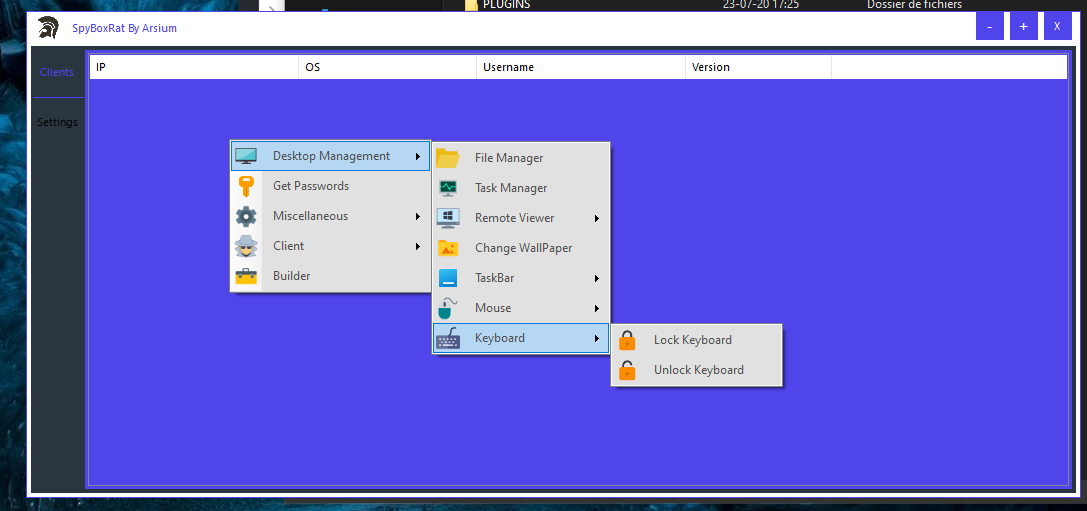 PLUGINS 23-07-20 17:25 Dossier de fichiers
SpyBoxRat By Arsium
- + X
Clients
Settings
IP OS Username Version
Desktop Management
Get Passwords
Miscellaneous
Client
Builder
File Manager
Task Manager
Remote Viewer
Change WallPaper
TaskBar
Mouse
Keyboard
Lock Keyboard
Unlock Keyboard